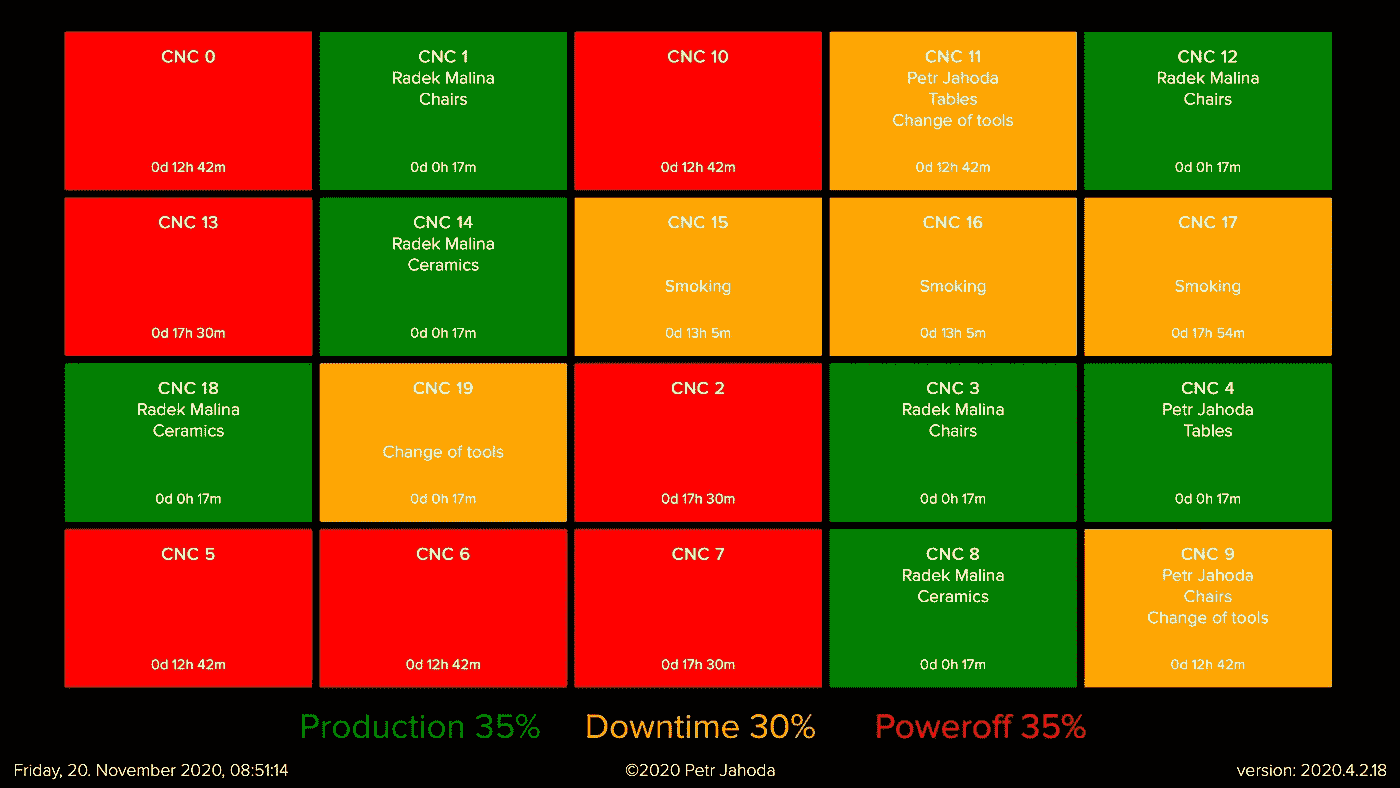 CNC 0
0d 12h 42m
CNC 1
Radek Malina
Chairs
0d 0h 17m
CNC 10
0d 12h 42m
CNC 11
Petr Jahoda
Tables
Change of tools
0d 12h 42m
CNC 12
Radek Malina
Chairs
0d 0h 17m
CNC 13
0d 17h 30m
CNC 14
Radek Malina
Ceramics
0d 0h 17m
CNC 15
Smoking
0d 13h 5m
CNC 16
Smoking
0d 13h 5m
CNC 17
Smoking
0d 17h 54m
CNC 18
Radek Malina
Ceramics
0d 0h 17m
CNC 19
Change of tools
0d 0h 17m
CNC 2
0d 17h 30m
CNC 3
Radek Malina
Chairs
0d 0h 17m
CNC 4
Petr Jahoda
Tables
0d 0h 17m
CNC 5
0d 12h 42m
CNC 6
0d 12h 42m
CNC 7
0d 17h 30m
CNC 8
Radek Malina
Ceramics
0d 0h 17m
CNC 9
Petr Jahoda
Chairs
Change of tools
0d 12h 42m
Production 35% Downtime 30% Poweroff 35%
Friday, 20. November 2020, 08:51:14 ©2020 Petr Jahoda version: 2020.4.2.18